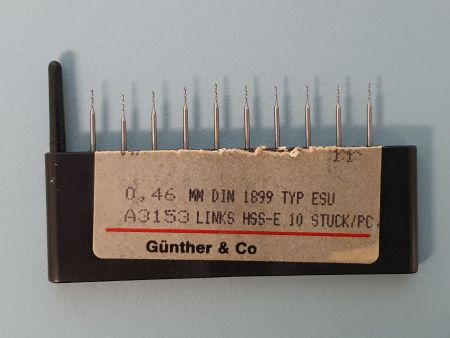 0,46 MM DIN 1899 TYP ESU
A3153 LINKS HSS-E 10 STUCK/PC.
Günther & Co